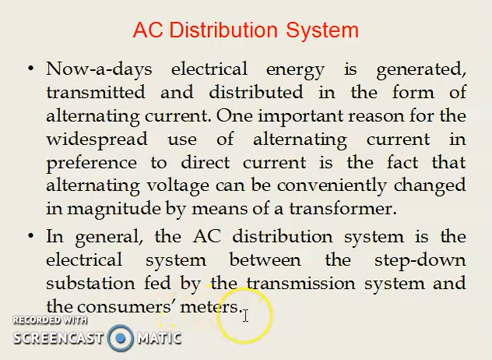 AC Distribution System
• Now-a-days electrical energy is generated,
transmitted and distributed in the form of
alternating current. One important reason for the
widespread use of alternating current in
preference to direct current is the fact that
alternating voltage can be conveniently changed
in magnitude by means of a transformer.
• In general, the AC distribution system is the
electrical system between the step-down
substation fed by the transmission system and
the consumers' meters.
RECORDED WITH
SCREENCAST MATIC